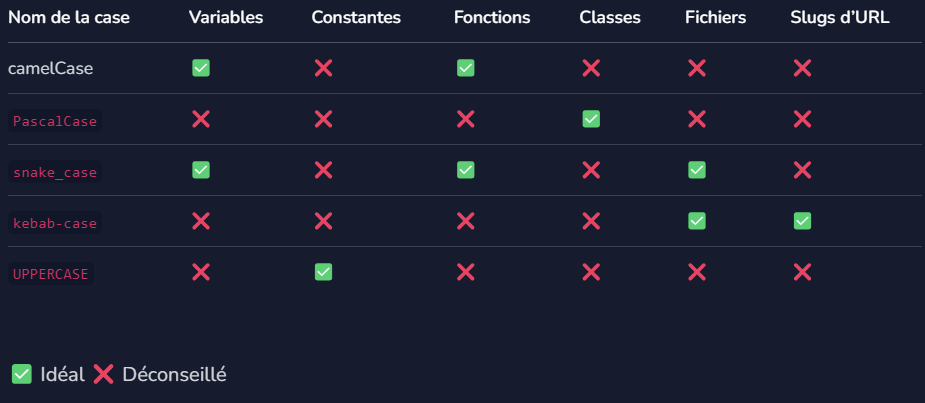 Nom de la case Variables Constantes Fonctions Classes Fichiers Slugs d’URL
camelCase ✅ ❌ ✅ ❌ ❌ ❌
PascalCase ❌ ❌ ❌ ✅ ❌ ❌
snake_case ✅ ❌ ✅ ❌ ✅ ❌
kebab-case ❌ ❌ ❌ ❌ ✅ ✅
UPPERCASE ❌ ✅ ❌ ❌ ❌ ❌
✅ Idéal ❌ Déconseillé